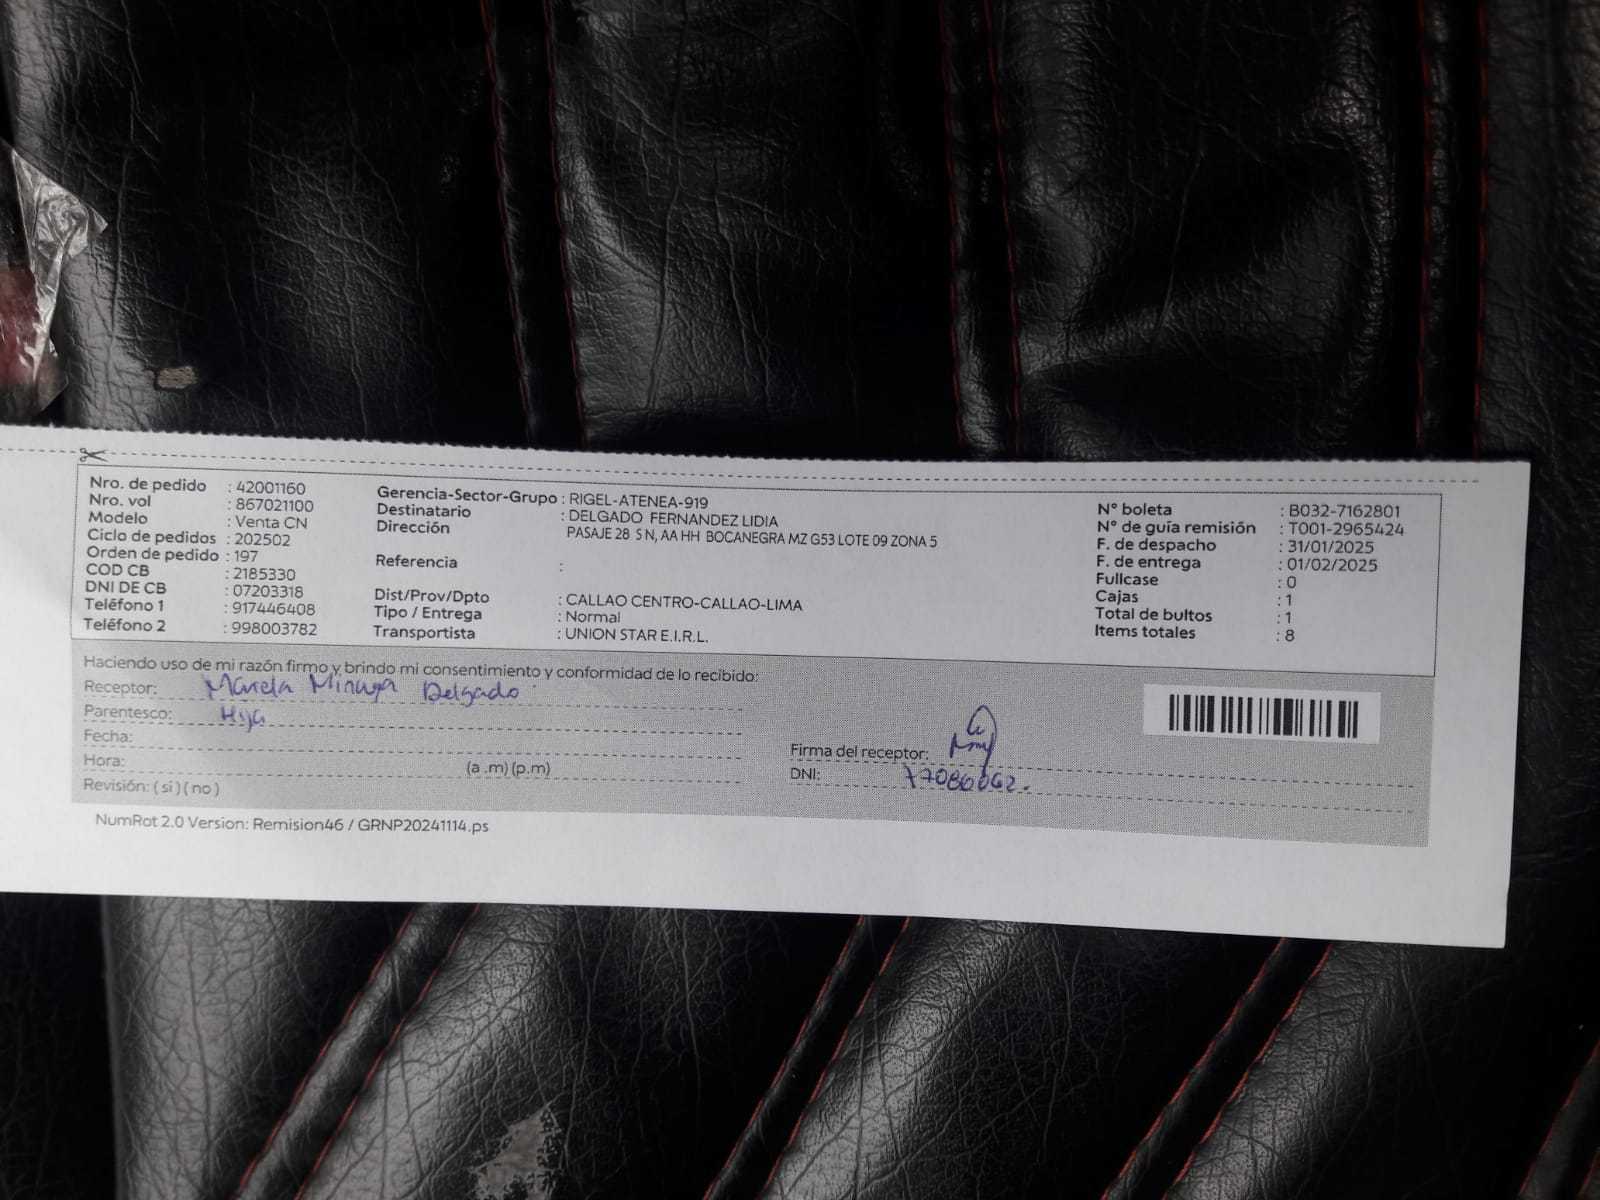 Nro. de pedido : 42001160
Nro. vol : 867021100
Modelo : Venta CN
Ciclo de pedidos : 202502
Orden de pedido : 197
COD CB : 2185330
DNI DE CB : 07203318
Teléfono 1 : 917446408
Teléfono 2 : 998003782
Gerencia-Sector-Grupo : RIGEL-ATENEA-919
Destinatario : DELGADO FERNANDEZ LIDIA
Dirección PASAJE 28 S N, AA HH BOCANEGRA MZ G53 LOTE 09 ZONA 5
Referencia :
Dist/Prov/Dpto : CALLAO CENTRO-CALLAO-LIMA
Tipo / Entrega : Normal
Transportista : UNION STAR E.I.R.L.
N° boleta : B032-7162801
N° de guía remisión : T001-2965424
F. de despacho : 31/01/2025
F. de entrega : 01/02/2025
Fullcase : 0
Cajas : 1
Total de bultos : 1
Items totales : 8
Haciendo uso de mi razón firmo y brindo mi consentimiento y conformidad de lo recibido:
Receptor: Delgado
Parentesco: Hija
Fecha:
Hora: (a .m) (p.m)
Revisión: ( si ) ( no )
Firma del receptor:
DNI:
NumRot 2.0 Version: Remision46 / GRNP20241114.ps